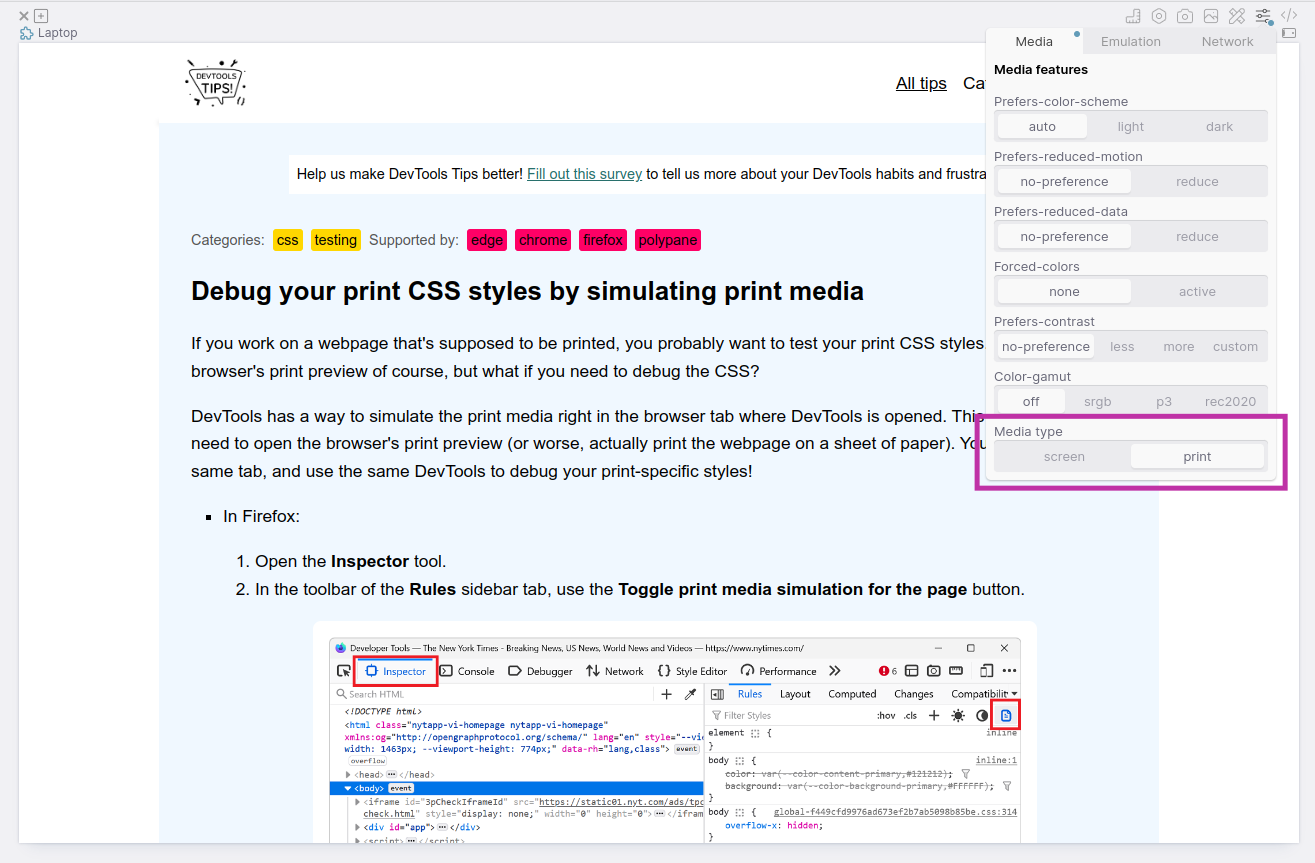 Laptop
Media
Emulation
Network
DEVTOOLS
TIPS!
All tips
Ca
Media features
Prefers-color-scheme
auto light dark
Prefers-reduced-motion
no-preference reduce
Prefers-reduced-data
no-preference reduce
Forced-colors
none active
Prefers-contrast
no-preference less more custom
Color-gamut
off srgb p3 rec2020
Media type
screen print
Help us make DevTools Tips better! Fill out this survey to tell us more about your DevTools habits and frustra
Categories: css testing Supported by: edge chrome firefox polypane
Debug your print CSS styles by simulating print media
If you work on a webpage that's supposed to be printed, you probably want to test your print CSS styles
browser's print preview of course, but what if you need to debug the CSS?
DevTools has a way to simulate the print media right in the browser tab where DevTools is opened. This
need to open the browser's print preview (or worse, actually print the webpage on a sheet of paper). You
same tab, and use the same DevTools to debug your print-specific styles!
In Firefox:
1. Open the Inspector tool.
2. In the toolbar of the Rules sidebar tab, use the Toggle print media simulation for the page button.
Developer Tools — The New York Times - Breaking News, US News, World News and Videos — https://www.nytimes.com/
Inspector Console Debugger Network Style Editor Performance 6
Search HTML
Rules Layout Computed Changes Compatibilit
Filter Styles :hov .cls
<!DOCTYPE html>
<html class="nytapp-vi-homepage nytapp-vi-homepage"
xmlns:og="http://opengraphprotocol.org/schema/" lang="en" style="--vi
width: 1463px; --viewport-height: 774px;" data-rh="lang,class"> event
overflow
<head> ••• </head>
<body> event
<iframe id="3pCheckIframeId" src="https://static01.nyt.com/ads/tpc
check.html" style="display: none;" width="0" height="0"> ••• </ifram
<div id="app"> ••• </div>
<script> ••• </script>
element { inline
}
body { inline:1
color: var(--color-content-primary,#121212);
background: var(--color-background-primary,#FFFFFF);
}
body { global-f449cfd9976ad673ef2b7ab5098b85be.css:314
overflow-x: hidden;
}